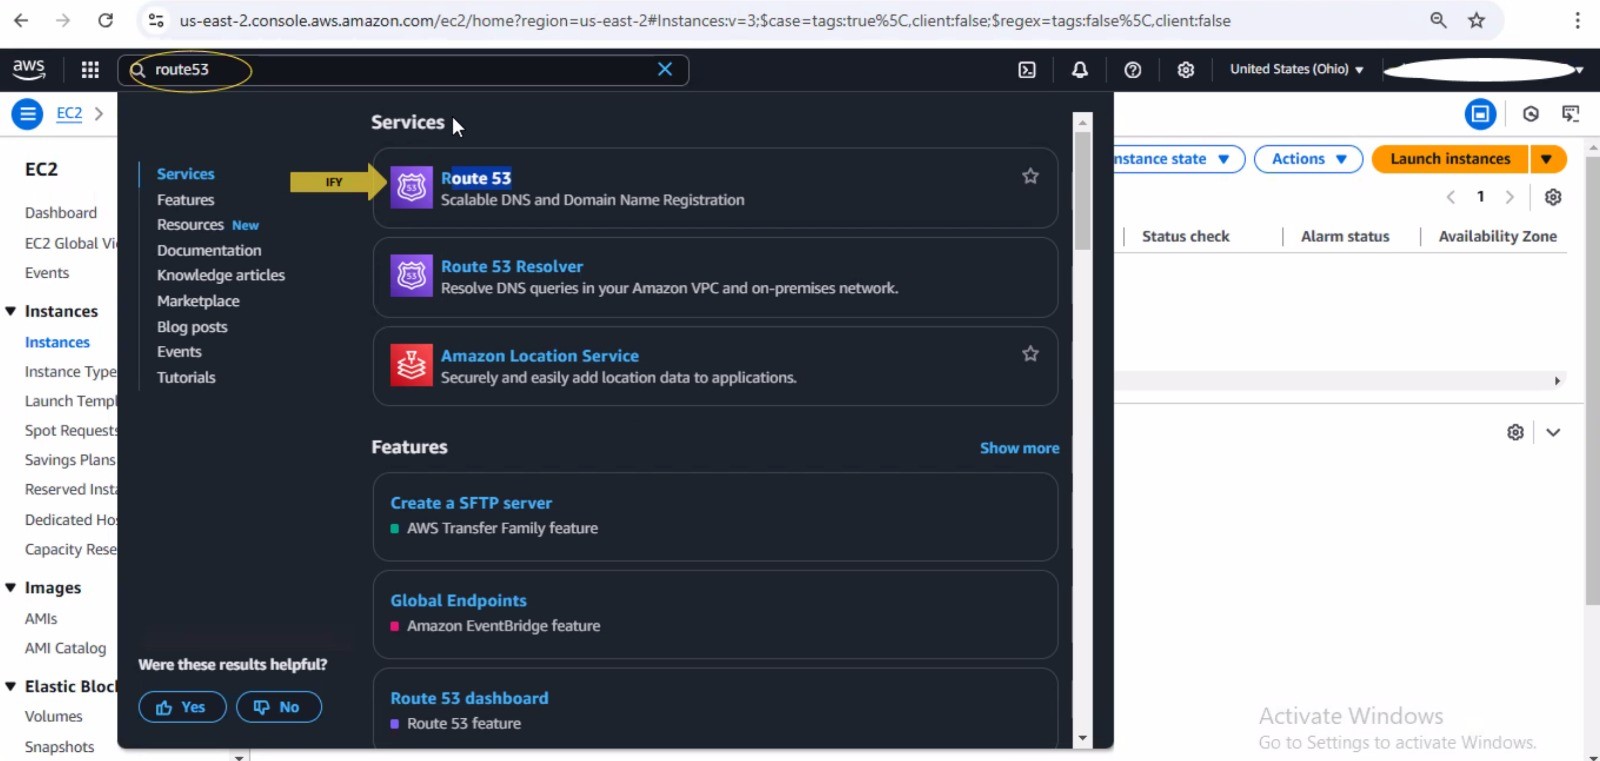 us-east-2.console.aws.amazon.com/ec2/home?region=us-east-2#Instances:v=3;$case=tags:true%5C,client:false;$regex=tags:false%5C,client:false
aws
route53
United States (Ohio)
EC2
EC2
Dashboard
EC2 Global Vi
Events
Instances
Instances
Instance Type
Launch Templ
Spot Requests
Savings Plans
Reserved Insta
Dedicated Hos
Capacity Rese
Images
AMIs
AMI Catalog
Elastic Block
Volumes
Snapshots
Services
Features
Resources New
Documentation
Knowledge articles
Marketplace
Blog posts
Events
Tutorials
Were these results helpful?
Yes
No
Services
IFY
53
Route 53
Scalable DNS and Domain Name Registration
53
Route 53 Resolver
Resolve DNS queries in your Amazon VPC and on-premises network.
Amazon Location Service
Securely and easily add location data to applications.
Features
Show more
Create a SFTP server
AWS Transfer Family feature
Global Endpoints
Amazon EventBridge feature
Route 53 dashboard
Route 53 feature
nstance state
Actions
Launch instances
1
Status check
Alarm status
Availability Zone
Activate Windows
Go to Settings to activate Windows.